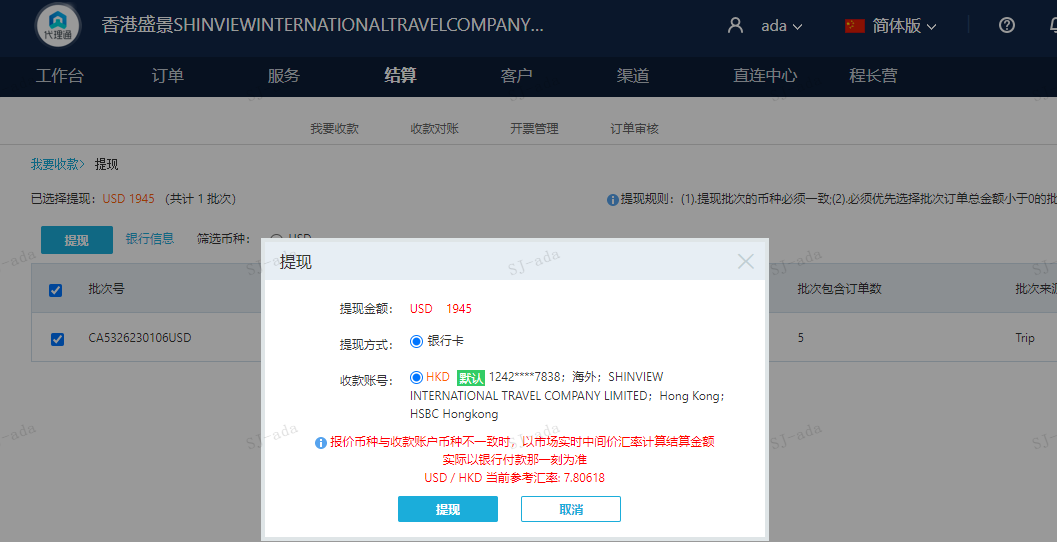 代理通
香港盛景SHINVIEWINTERNATIONALTRAVELCOMPANY...
ada
简体版
工作台
订单
服务
结算
客户
渠道
直连中心
程长营
我要收款
收款对账
开票管理
订单审核
我要收款> 提现
已选择提现：USD 1945 (共计 1 批次)
提现规则：(1).提现批次的币种必须一致;(2).必须优先选择批次订单总金额小于0的批
提现
银行信息
筛选币种：
USD
批次号
批次包含订单数
批次来源
CA5326230106USD
5
Trip
提现
提现金额： USD 1945
提现方式： 银行卡
收款账号： HKD 默认 1242****7838；海外；SHINVIEW
INTERNATIONAL TRAVEL COMPANY LIMITED；Hong Kong；
HSBC Hongkong
报价币种与收款账户币种不一致时，以市场实时中间价汇率计算结算金额
实际以银行付款那一刻为准
USD / HKD 当前参考汇率: 7.80618
提现
取消
SJ-ada
SJ-ada
SJ-ada
SJ-ada
SJ-ada
SJ-ada
SJ-ada